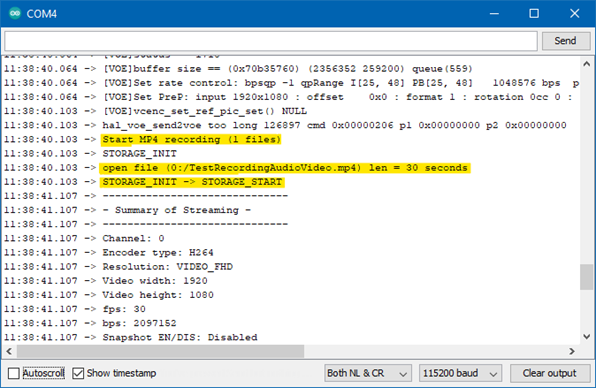 COM4
Send
11:38:40.064 -> [VOE]buffer size == (0x70b35760) (2356352 259200) queue(559)
11:38:40.064 -> [VOE]Set rate control: bpsqp -1 qpRange I[25, 48] PB[25, 48] 1048576 bps p
11:38:40.064 -> [VOE]Set PreP: input 1920x1080 : offset 0x0 : format 1 : rotation 0cc 0 :
11:38:40.103 -> [VOE]vcenc_set_ref_pic_set() NULL
11:38:40.103 -> hal_voe_send2voe too long 126897 cmd 0x00000206 p1 0x00000000 p2 0x00000000
11:38:40.103 -> Start MP4 recording (1 files)
11:38:40.103 -> STORAGE_INIT
11:38:40.103 -> open file (0:/TestRecordingAudioVideo.mp4) len = 30 seconds
11:38:40.103 -> STORAGE_INIT -> STORAGE_START
11:38:41.107 -> -----------------------------
11:38:41.107 -> - Summary of Streaming -
11:38:41.107 -> -----------------------------
11:38:41.107 -> Channel: 0
11:38:41.107 -> Encoder type: H264
11:38:41.107 -> Resolution: VIDEO_FHD
11:38:41.107 -> Video width: 1920
11:38:41.107 -> Video height: 1080
11:38:41.107 -> fps: 30
11:38:41.107 -> bps: 2097152
11:38:41.107 -> Snapshot EN/DIS: Disabled
Autoscroll Show timestamp Both NL & CR 115200 baud Clear output